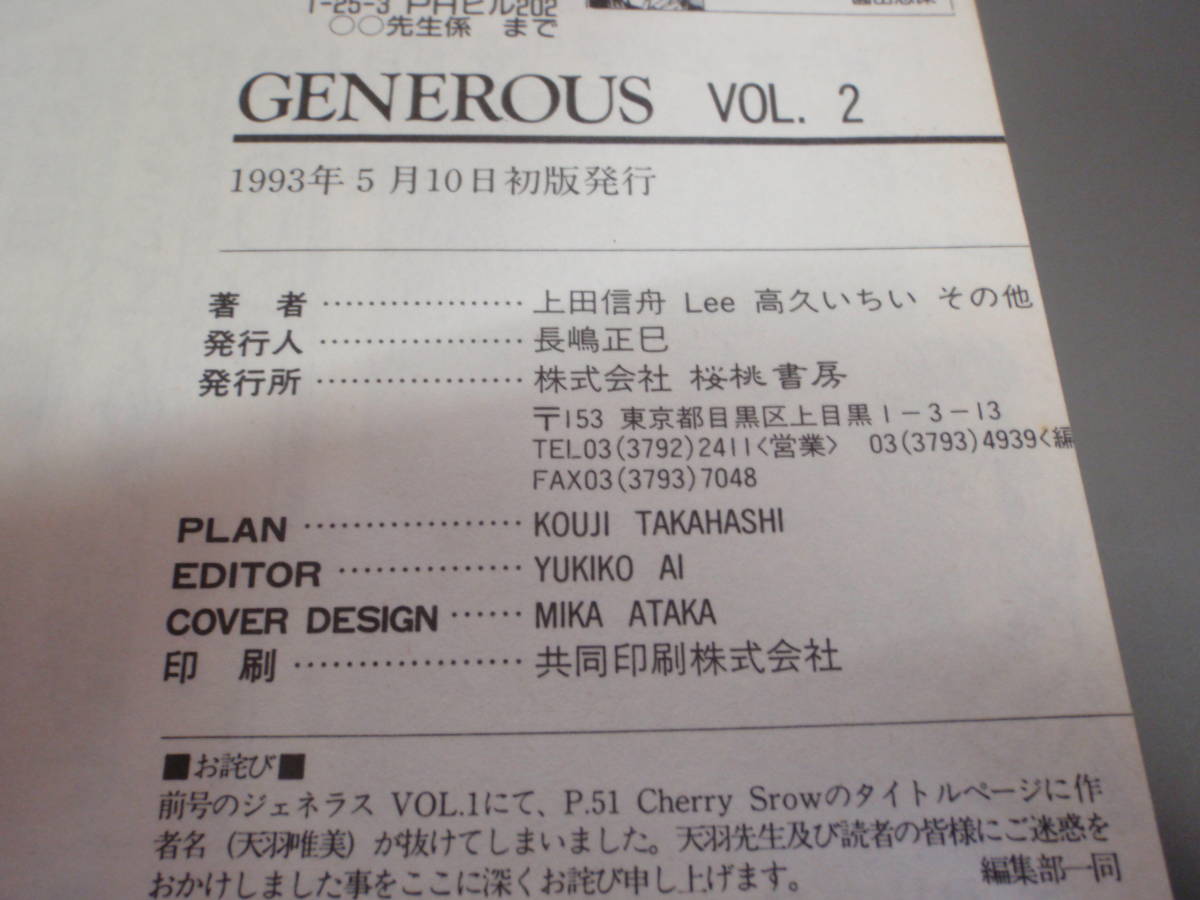 1-25-3 PHビル202
○○先生係 まで
GENEROUS VOL. 2
1993年5月10日初版発行
著 者 ………………… 上田信舟 Lee 高久いちい その他
発行人 ………………… 長嶋正巳
発行所 ………………… 株式会社 桜桃書房
〒153 東京都目黒区上目黒1-3-13
TEL03(3792)2411<営業> 03(3793)4939<編
FAX03(3793)7048
PLAN ………………… KOUJI TAKAHASHI
EDITOR ……………… YUKIKO AI
COVER DESIGN …… MIKA ATAKA
印 刷 ………………… 共同印刷株式会社
■お詫び■
前号のジェネラス VOL.1にて、P.51 Cherry Srowのタイトルページに作
者名(天羽唯美)が抜けてしまいました。天羽先生及び読者の皆様にご迷惑を
おかけしました事をここに深くお詫び申し上げます。 編集部一同